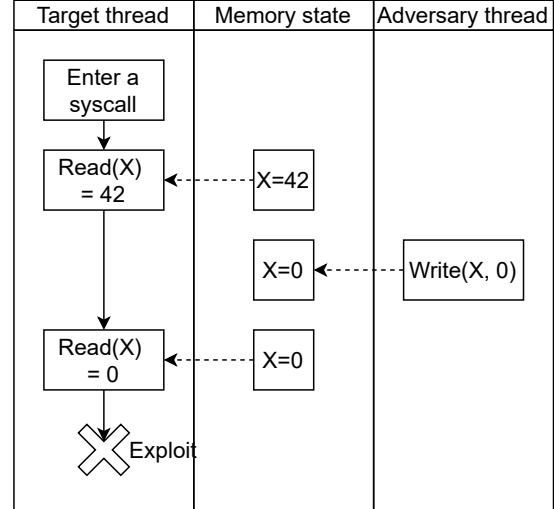 Target thread
Memory state
Adversary thread
Enter a
syscall
Read(X)
= 42
X=42
X=0
Write(X, 0)
Read(X)
= 0
X=0
Exploit